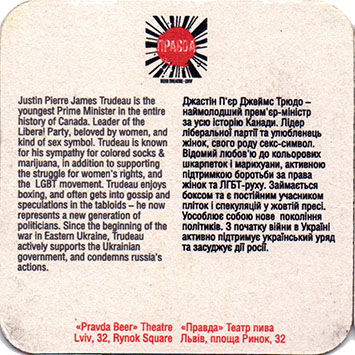 ПРАВДА
BEER THEATRE • LVIV
Justin Pierre James Trudeau is the
youngest Prime Minister in the entire
history of Canada. Leader of the
Liberal Party, beloved by women, and
kind of sex symbol. Trudeau is known
for his sympathy for colored socks &
marijuana, in addition to supporting
the struggle for women's rights, and
the LGBT movement. Trudeau enjoys
boxing, and often gets into gossip and
speculations in the tabloids – he now
represents a new generation of
politicians. Since the beginning of the
war in Eastern Ukraine, Trudeau
actively supports the Ukrainian
government, and condemns russia's
actions.
Джастін П'єр Джеймс Трюдо –
наймолодший прем'єр-міністр
за усю історію Канади. Лідер
ліберальної партії та улюбленець
жінок, свого роду секс-символ.
Відомий любов'ю до кольорових
шкарпеток і марихуани, активною
підтримкою боротьби за права
жінок та ЛГБТ-руху. Займається
боксом та є постійним учасником
пліток і спекуляцій у жовтій пресі.
Уособлює собою нове покоління
політиків. З початку війни в Україні
активно підтримує український уряд
та засуджує дії росії.
«Pravda Beer» Theatre
Lviv, 32, Rynok Square
«Правда» Театр пива
Львів, площа Ринок, 32